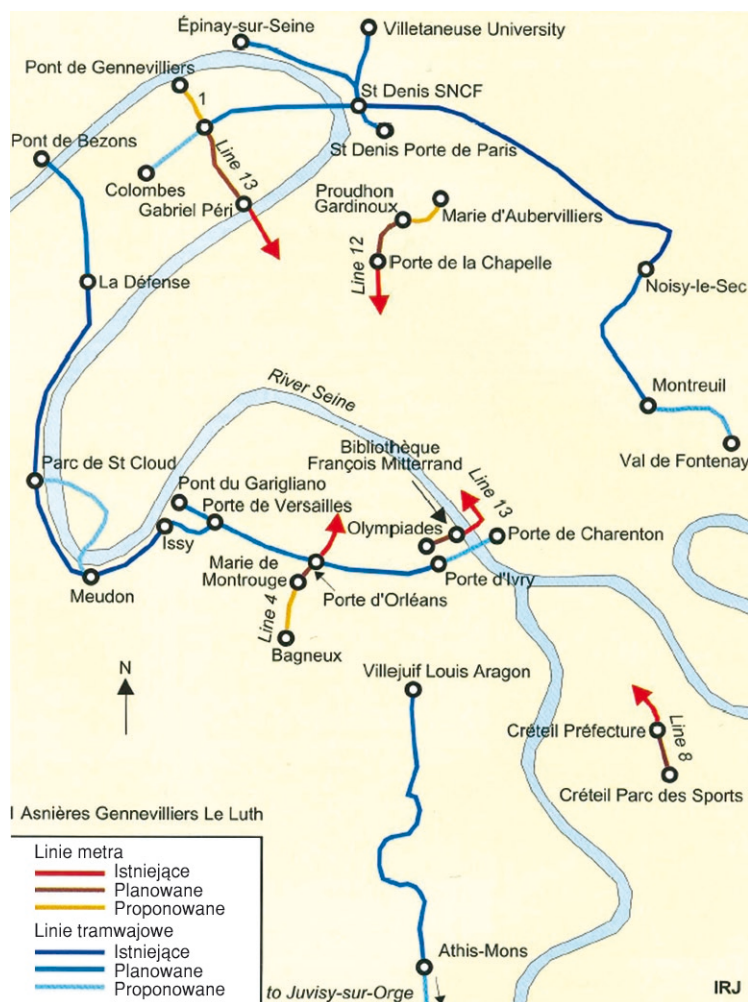 Épinay-sur-Seine
Villetaneuse University
Pont de Gennevilliers
St Denis SNCF
1
Pont de Bezons
Line 13
St Denis Porte de Paris
Colombes
Proudhon
Gardinoux
Gabriel Péri
Marie d'Aubervilliers
Line 12
Porte de la Chapelle
La Défense
Noisy-le-Sec
River Seine
Montreuil
Bibliothèque
François Mitterrand
Val de Fontenay
Parc de St Cloud
Pont du Garigliano
Line 13
Porte de Versailles
Olympiades
Porte de Charenton
Issy
Marie de
Montrouge
Porte d'Ivry
Meudon
Porte d'Orléans
Line 4
Bagneux
N
Villejuif Louis Aragon
Créteil Préfecture
Line 8
Créteil Parc des Sports
l Asnières Gennevilliers Le Luth
Linie metra
Istniejące
Planowane
Proponowane
Linie tramwajowe
Istniejące
Planowane
Proponowane
Athis-Mons
to Juvisy-sur-Orge
IRJ